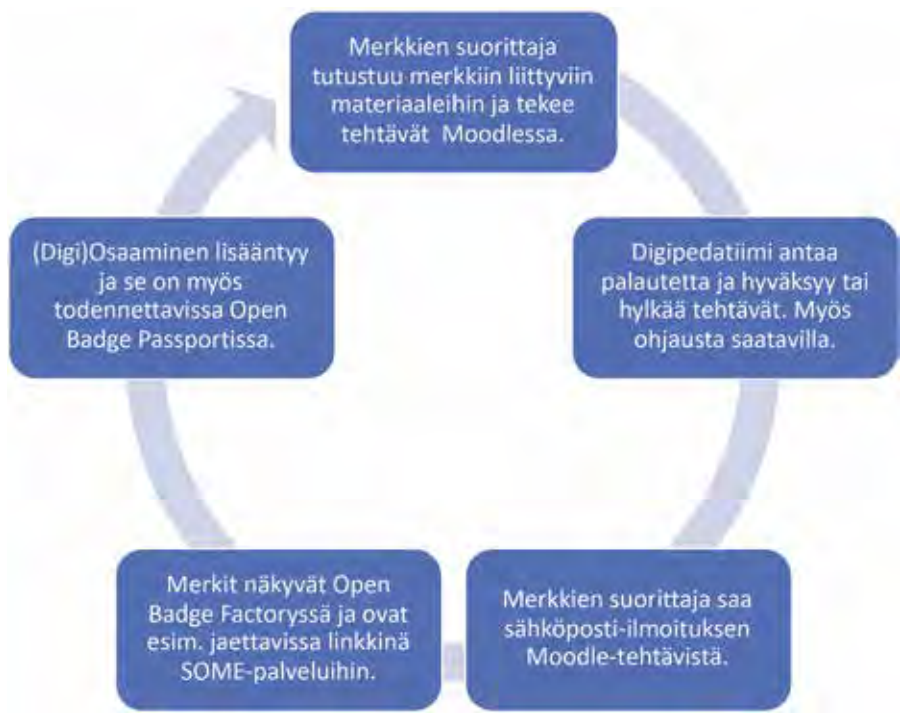 Merkkien suorittaja
tutustuu merkkiin liittyviin
materiaaleihin ja tekee
tehtävät Moodlessa.
Digipedatiimi antaa
palautetta ja hyväksyy tai
hylkää tehtävät. Myös
ohjausta saatavilla.
Merkkien suorittaja saa
sähköposti-ilmoituksen
Moodle-tehtävistä.
Merkit näkyvät Open
Badge Factoryssä ja ovat
esim. jaettavissa linkkinä
SOME-palveluihin.
(Digi)Osaaminen lisääntyy
ja se on myös
todennettavissa Open
Badge Passportissa.